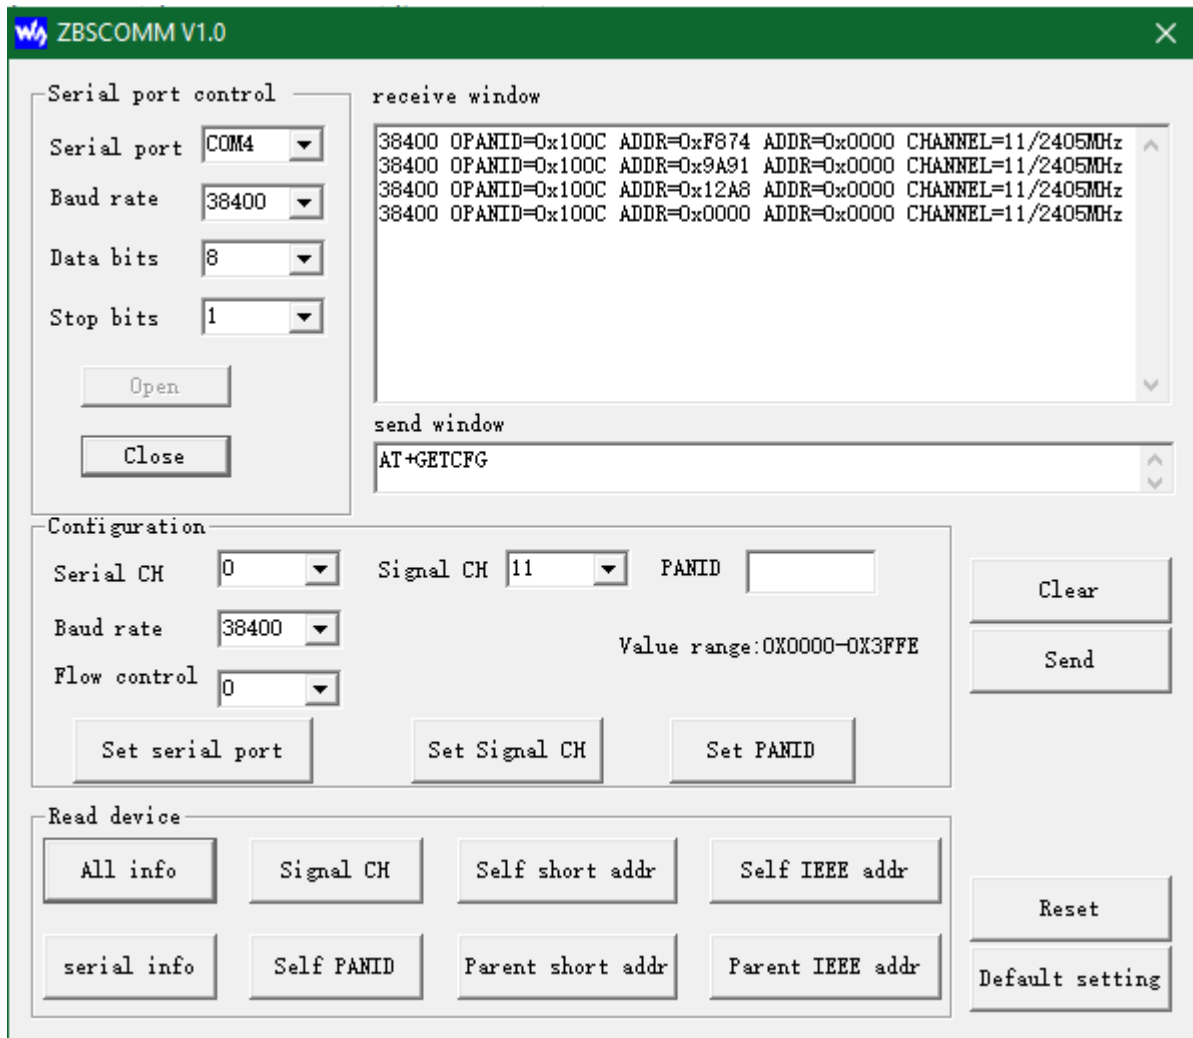 ZBSCOMM V1.0
Serial port control
Serial port COM4
Baud rate 38400
Data bits 8
Stop bits 1
Open
Close
receive window
38400 OPANID=0x100C ADDR=0xF874 ADDR=0x0000 CHANNEL=11/2405MHz
38400 OPANID=0x100C ADDR=0x9A91 ADDR=0x0000 CHANNEL=11/2405MHz
38400 OPANID=0x100C ADDR=0x12A8 ADDR=0x0000 CHANNEL=11/2405MHz
38400 OPANID=0x100C ADDR=0x0000 ADDR=0x0000 CHANNEL=11/2405MHz
send window
AT+GETCFG
Configuration
Serial CH 0 Signal CH 11 PANID
Baud rate 38400
Value range:0X0000-0X3FFE
Flow control 0
Set serial port Set Signal CH Set PANID
Clear
Send
Read device
All info Signal CH Self short addr Self IEEE addr
serial info Self PANID Parent short addr Parent IEEE addr
Reset
Default setting